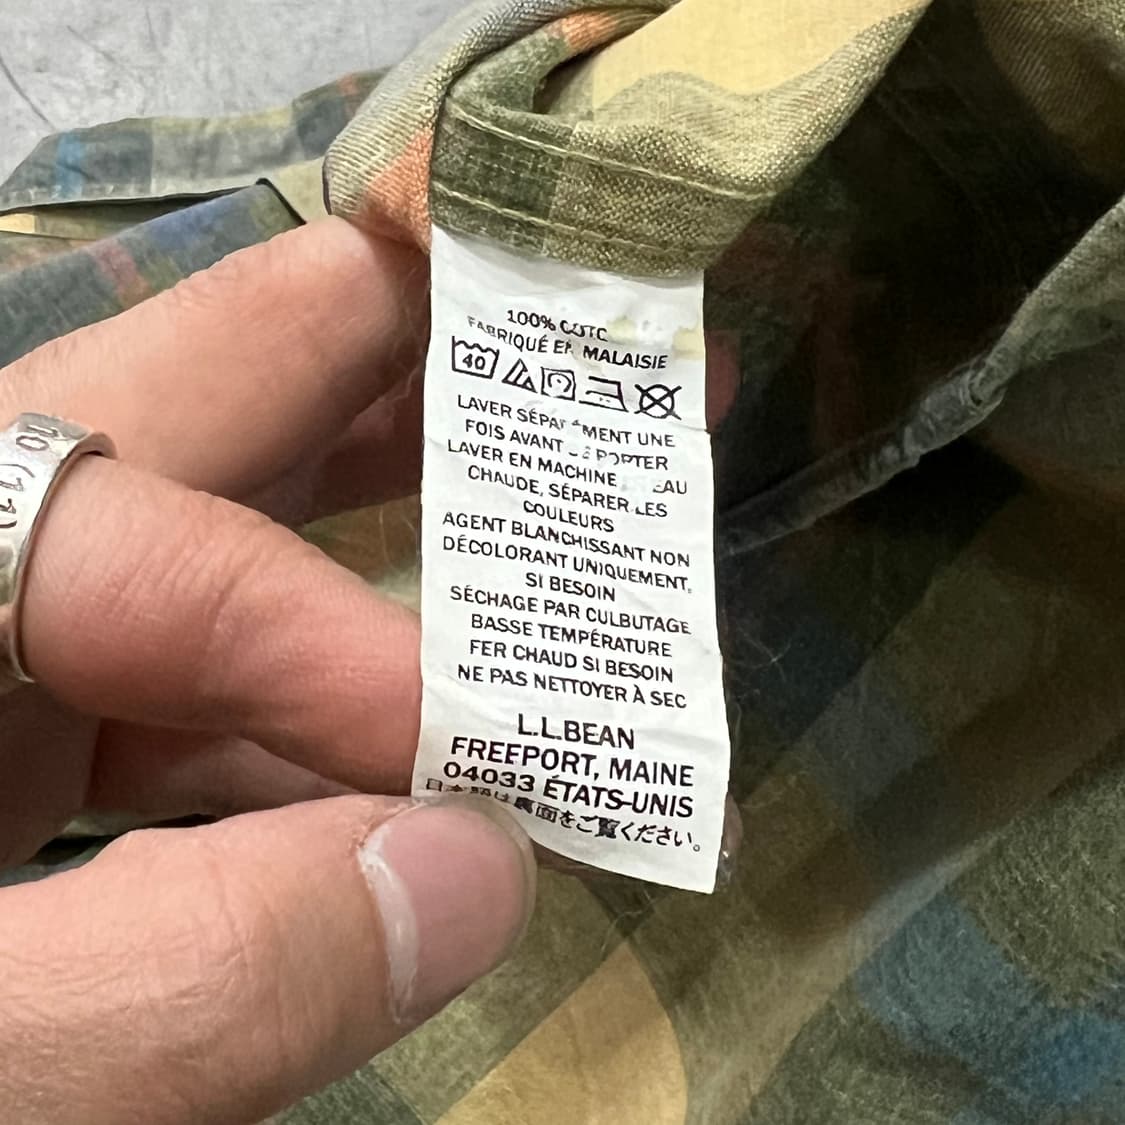 100% COTC
FABRIQUÉ EN MALAISIE
40
LAVER SÉPARÉMENT UNE
FOIS AVANT DE PORTER
LAVER EN MACHINE EAU
CHAUDE, SÉPARER LES
COULEURS
AGENT BLANCHISSANT NON
DÉCOLORANT UNIQUEMENT,
SI BESOIN
SÉCHAGE PAR CULBUTAGE
BASSE TEMPÉRATURE
FER CHAUD SI BESOIN
NE PAS NETTOYER À SEC
L.L.BEAN
FREEPORT, MAINE
04033 ÉTATS-UNIS
日本語は裏面をご覧ください。